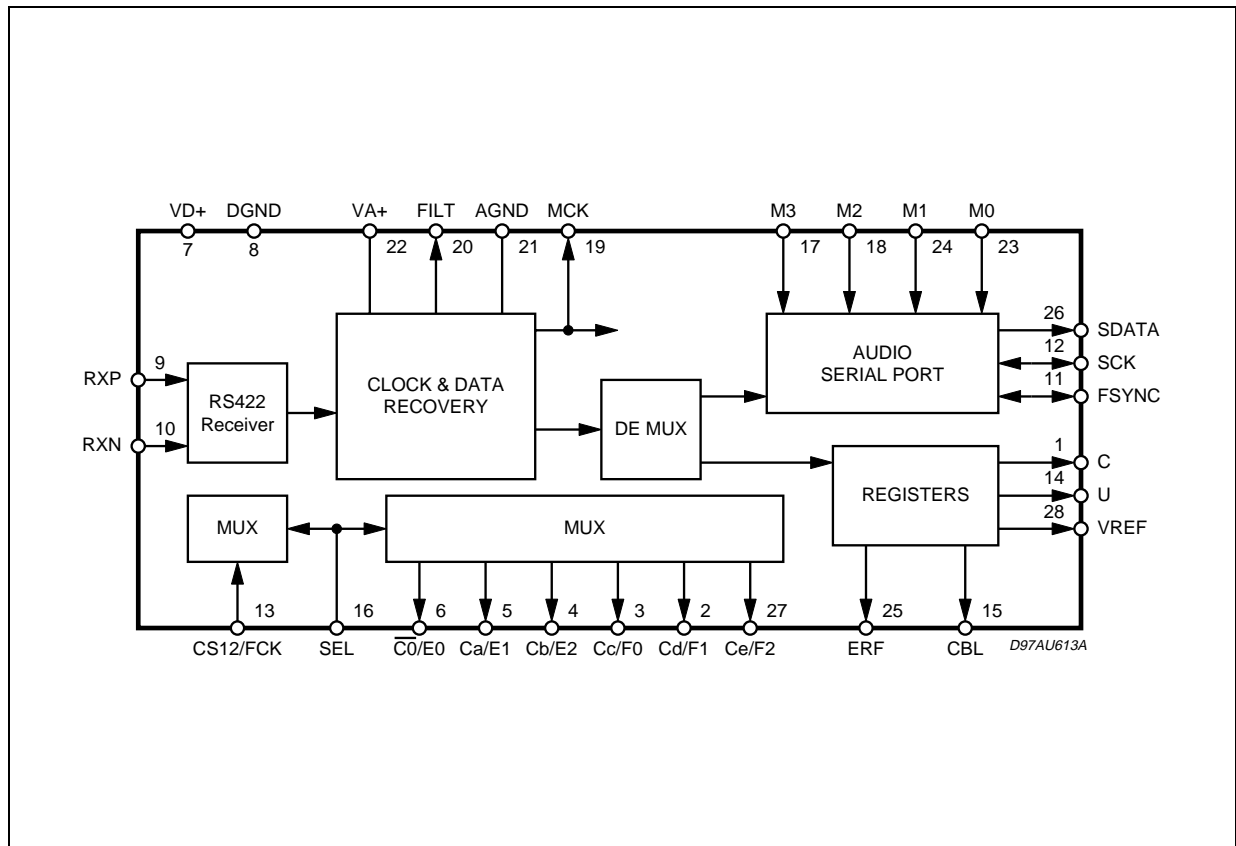 VD+ DGND VA+ FILT AGND MCK M3 M2 M1 M0
7 8 22 20 21 19 17 18 24 23
26 SDATA
12 SCK
11 FSYNC
RXP 9
RXN 10
RS422
Receiver
CLOCK & DATA
RECOVERY
DE MUX
AUDIO
SERIAL PORT
REGISTERS
1 C
14 U
28 VREF
MUX
MUX
13 16 6 5 4 3 2 27 25 15
CS12/FCK SEL C̅0̅/E0 Ca/E1 Cb/E2 Cc/F0 Cd/F1 Ce/F2 ERF CBL
D97AU613A